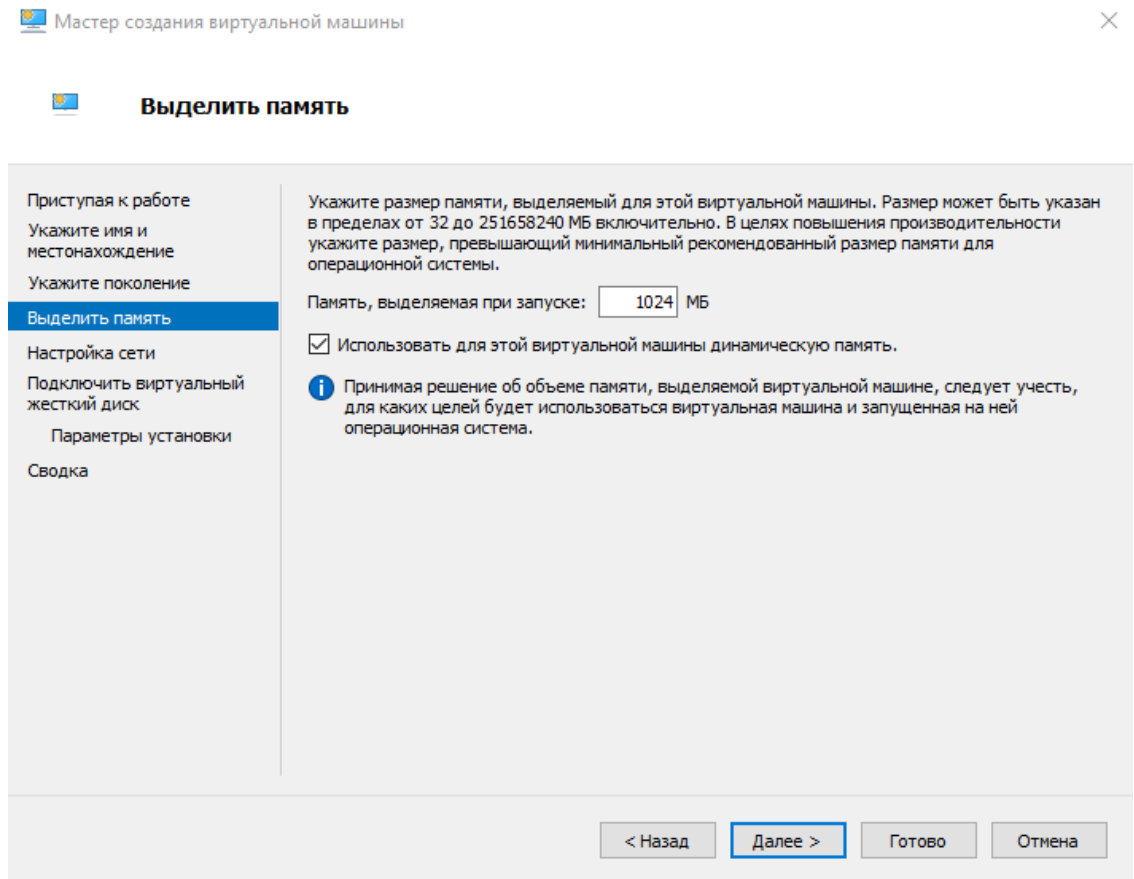 Мастер создания виртуальной машины
Выделить память
Приступая к работе
Укажите имя и
местонахождение
Укажите поколение
Выделить память
Настройка сети
Подключить виртуальный
жесткий диск
Параметры установки
Сводка
Укажите размер памяти, выделяемый для этой виртуальной машины. Размер может быть указан
в пределах от 32 до 251658240 МБ включительно. В целях повышения производительности
укажите размер, превышающий минимальный рекомендованный размер памяти для
операционной системы.
Память, выделяемая при запуске: 1024 МБ
Использовать для этой виртуальной машины динамическую память.
Принимая решение об объеме памяти, выделяемой виртуальной машине, следует учесть,
для каких целей будет использоваться виртуальная машина и запущенная на ней
операционная система.
< Назад Далее > Готово Отмена